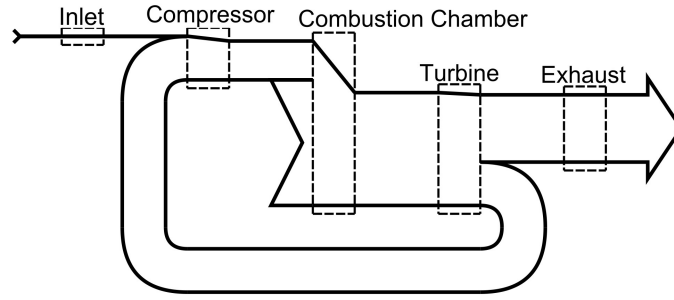 Inlet
Compressor
Combustion Chamber
Turbine
Exhaust